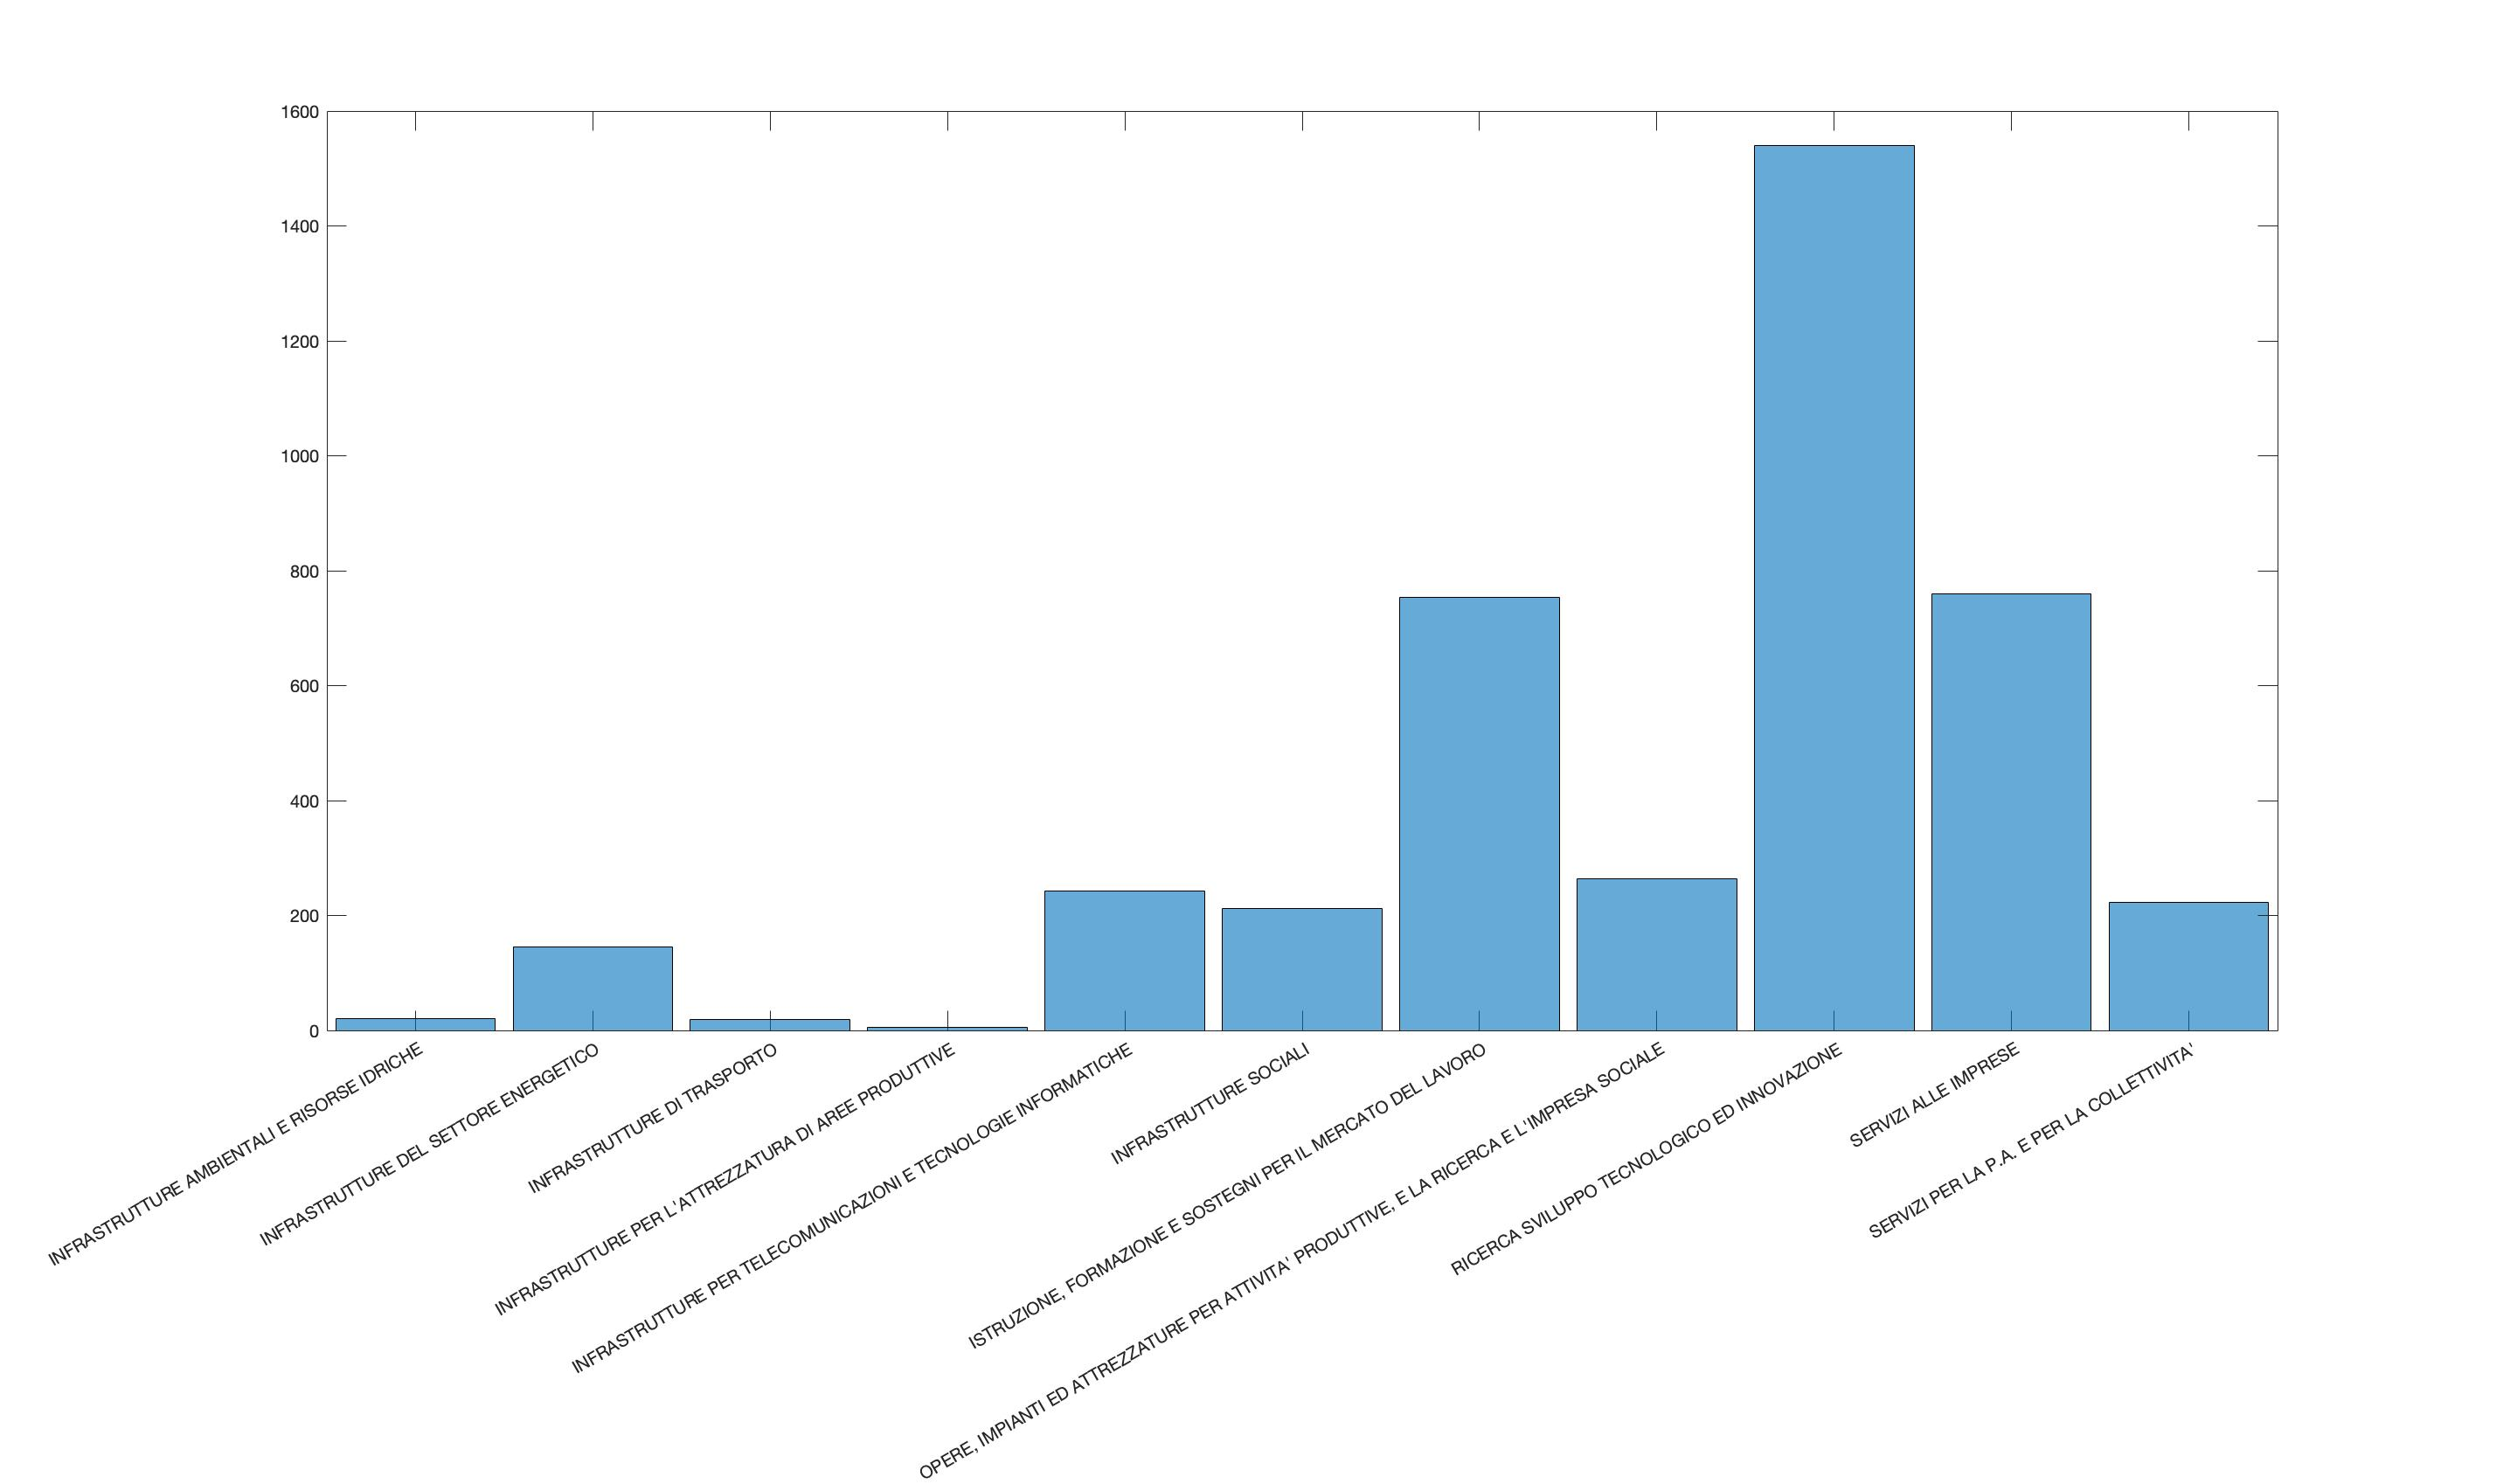 1600
1400
1200
1000
800
600
400
200
0
INFRASTRUTTURE AMBIENTALI E RISORSE IDRICHE
INFRASTRUTTURE DEL SETTORE ENERGETICO
INFRASTRUTTURE DI TRASPORTO
INFRASTRUTTURE PER L'ATTREZZATURA DI AREE PRODUTTIVE
INFRASTRUTTURE PER TELECOMUNICAZIONI E TECNOLOGIE INFORMATICHE
INFRASTRUTTURE SOCIALI
ISTRUZIONE, FORMAZIONE E SOSTEGNI PER IL MERCATO DEL LAVORO
OPERE, IMPIANTI ED ATTREZZATURE PER ATTIVITA' PRODUTTIVE, E LA RICERCA E L'IMPRESA SOCIALE
RICERCA SVILUPPO TECNOLOGICO ED INNOVAZIONE
SERVIZI ALLE IMPRESE
SERVIZI PER LA P.A. E PER LA COLLETTIVITA'